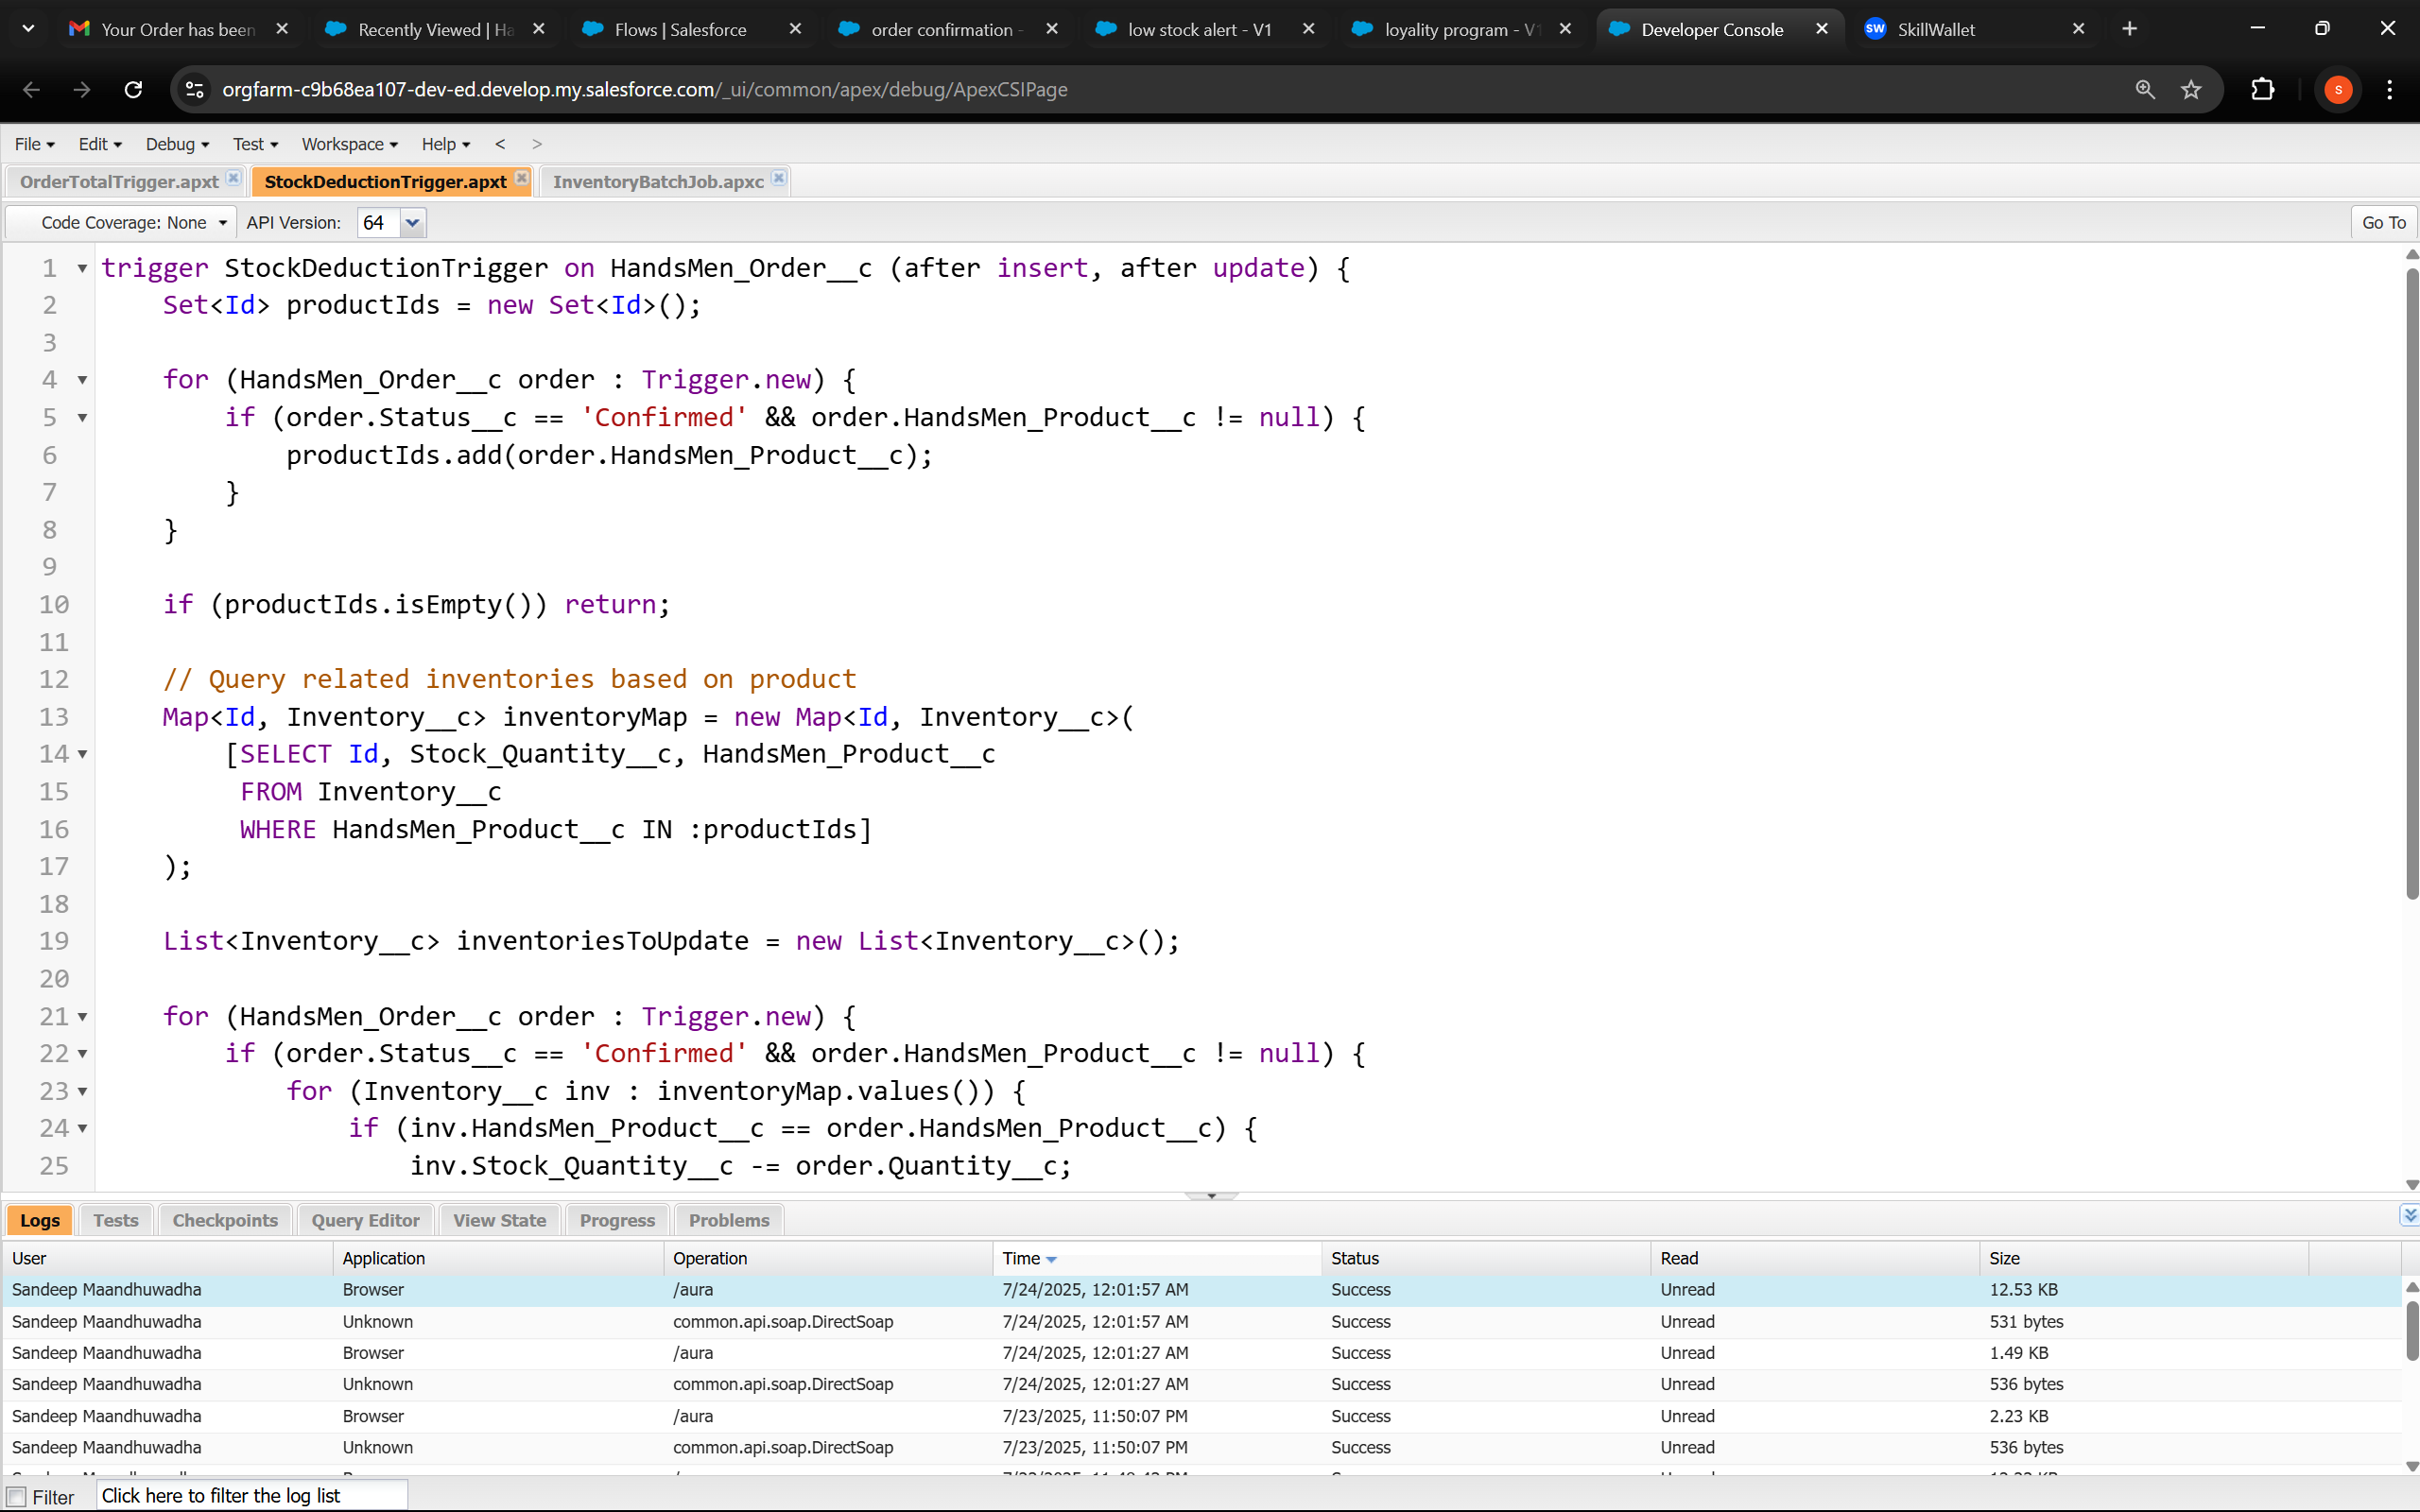 Your Order has been
Recently Viewed | Ha
Flows | Salesforce
order confirmation -
low stock alert - V1
loyality program - V1
Developer Console
SW SkillWallet
orgfarm-c9b68ea107-dev-ed.develop.my.salesforce.com/_ui/common/apex/debug/ApexCSIPage
S
File Edit Debug Test Workspace Help < >
OrderTotalTrigger.apxt StockDeductionTrigger.apxt InventoryBatchJob.apxc
Code Coverage: None API Version: 64 Go To
1 trigger StockDeductionTrigger on HandsMen_Order__c (after insert, after update) {
2 Set<Id> productIds = new Set<Id>();
3
4 for (HandsMen_Order__c order : Trigger.new) {
5 if (order.Status__c == 'Confirmed' && order.HandsMen_Product__c != null) {
6 productIds.add(order.HandsMen_Product__c);
7 }
8 }
9
10 if (productIds.isEmpty()) return;
11
12 // Query related inventories based on product
13 Map<Id, Inventory__c> inventoryMap = new Map<Id, Inventory__c>(
14 [SELECT Id, Stock_Quantity__c, HandsMen_Product__c
15 FROM Inventory__c
16 WHERE HandsMen_Product__c IN :productIds]
17 );
18
19 List<Inventory__c> inventoriesToUpdate = new List<Inventory__c>();
20
21 for (HandsMen_Order__c order : Trigger.new) {
22 if (order.Status__c == 'Confirmed' && order.HandsMen_Product__c != null) {
23 for (Inventory__c inv : inventoryMap.values()) {
24 if (inv.HandsMen_Product__c == order.HandsMen_Product__c) {
25 inv.Stock_Quantity__c -= order.Quantity__c;
Logs Tests Checkpoints Query Editor View State Progress Problems
User Application Operation Time Status Read Size
Sandeep Maandhuwadha Browser /aura 7/24/2025, 12:01:57 AM Success Unread 12.53 KB
Sandeep Maandhuwadha Unknown common.api.soap.DirectSoap 7/24/2025, 12:01:57 AM Success Unread 531 bytes
Sandeep Maandhuwadha Browser /aura 7/24/2025, 12:01:27 AM Success Unread 1.49 KB
Sandeep Maandhuwadha Unknown common.api.soap.DirectSoap 7/24/2025, 12:01:27 AM Success Unread 536 bytes
Sandeep Maandhuwadha Browser /aura 7/23/2025, 11:50:07 PM Success Unread 2.23 KB
Sandeep Maandhuwadha Unknown common.api.soap.DirectSoap 7/23/2025, 11:50:07 PM Success Unread 536 bytes
Filter Click here to filter the log list